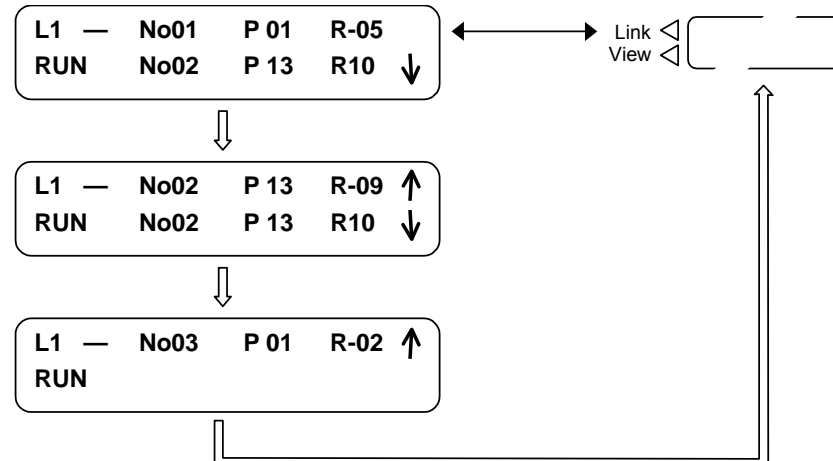 L1 — No01 P 01 R-05
RUN No02 P 13 R10 ↓
Link ◁
View ◁
L1 — No02 P 13 R-09 ↑
RUN No02 P 13 R10 ↓
L1 — No03 P 01 R-02 ↑
RUN